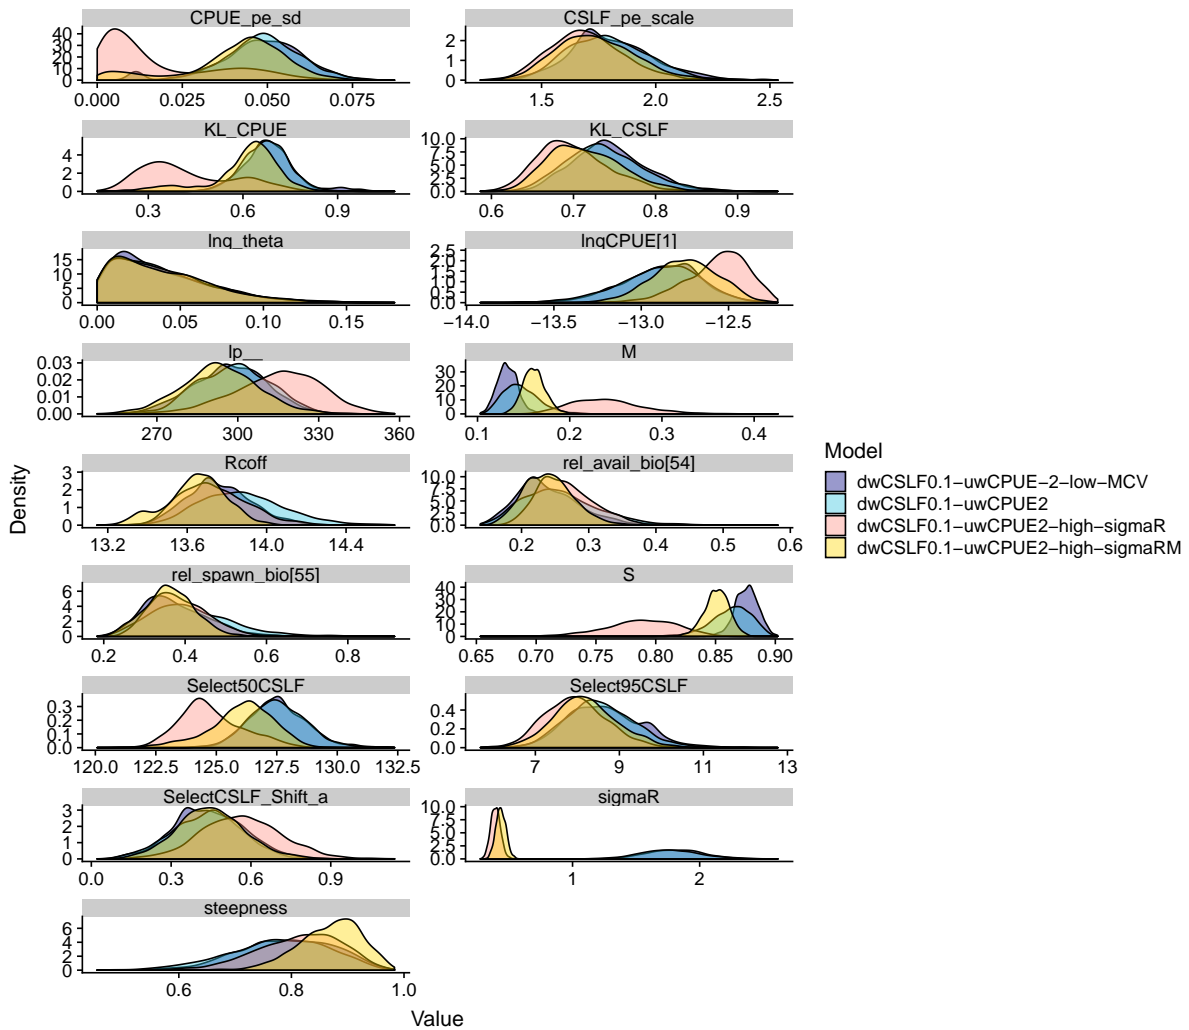 CPUE_pe_sd
CSLF_pe_scale
40
30
20
10
0
0.000 0.025 0.050 0.075
2
1
0
1.5 2.0 2.5
KL_CPUE
KL_CSLF
4
2
0
0.3 0.6 0.9
10.0
7.5
5.0
2.5
0.0
0.6 0.7 0.8 0.9
lnq_theta
lnqCPUE[1]
15
10
5
0
0.00 0.05 0.10 0.15
2.5
2.0
1.5
1.0
0.5
0.0
−14.0 −13.5 −13.0 −12.5
lp__
M
0.03
0.02
0.01
0.00
270 300 330 360
30
20
10
0
0.1 0.2 0.3 0.4
Rcoff
rel_avail_bio[54]
3
2
1
0
13.2 13.6 14.0 14.4
10.0
7.5
5.0
2.5
0.0
0.2 0.3 0.4 0.5 0.6
rel_spawn_bio[55]
S
6
4
2
0
0.2 0.4 0.6 0.8
40
30
20
10
0
0.65 0.70 0.75 0.80 0.85 0.90
Select50CSLF
Select95CSLF
0.3
0.2
0.1
0.0
120.0 122.5 125.0 127.5 130.0 132.5
0.4
0.2
0.0
7 9 11 13
SelectCSLF_Shift_a
sigmaR
3
2
1
0
0.0 0.3 0.6 0.9
10.0
7.5
5.0
2.5
0.0
1 2
steepness
6
4
2
0
0.6 0.8 1.0
Value
Density
Model
dwCSLF0.1−uwCPUE−2−low−MCV
dwCSLF0.1−uwCPUE2
dwCSLF0.1−uwCPUE2−high−sigmaR
dwCSLF0.1−uwCPUE2−high−sigmaRM